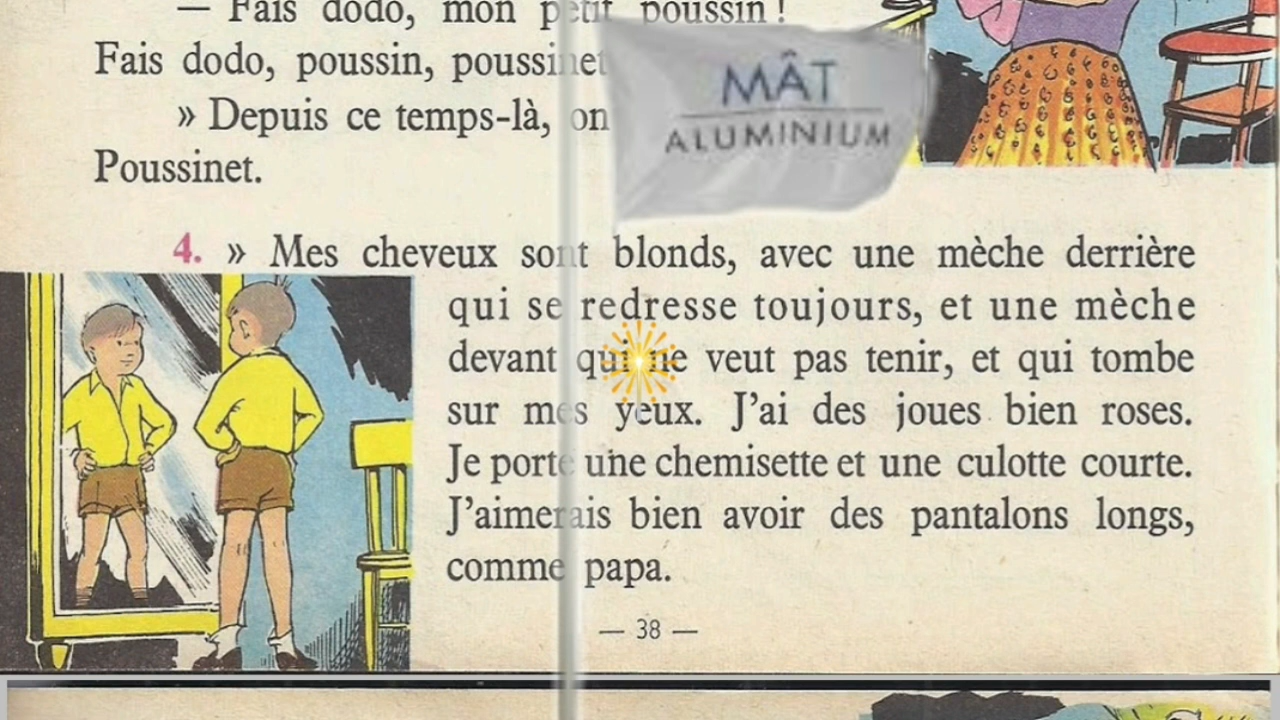 — Fais dodo, mon petit poussin !
Fais dodo, poussin, poussinet
» Depuis ce temps-là, on
Poussinet.
MÂT
ALUMINIUM
4. » Mes cheveux sont blonds, avec une mèche derrière
qui se redresse toujours, et une mèche
devant qui ne veut pas tenir, et qui tombe
sur mes yeux. J'ai des joues bien roses.
Je porte une chemisette et une culotte courte.
J'aimerais bien avoir des pantalons longs,
comme papa.
— 38 —